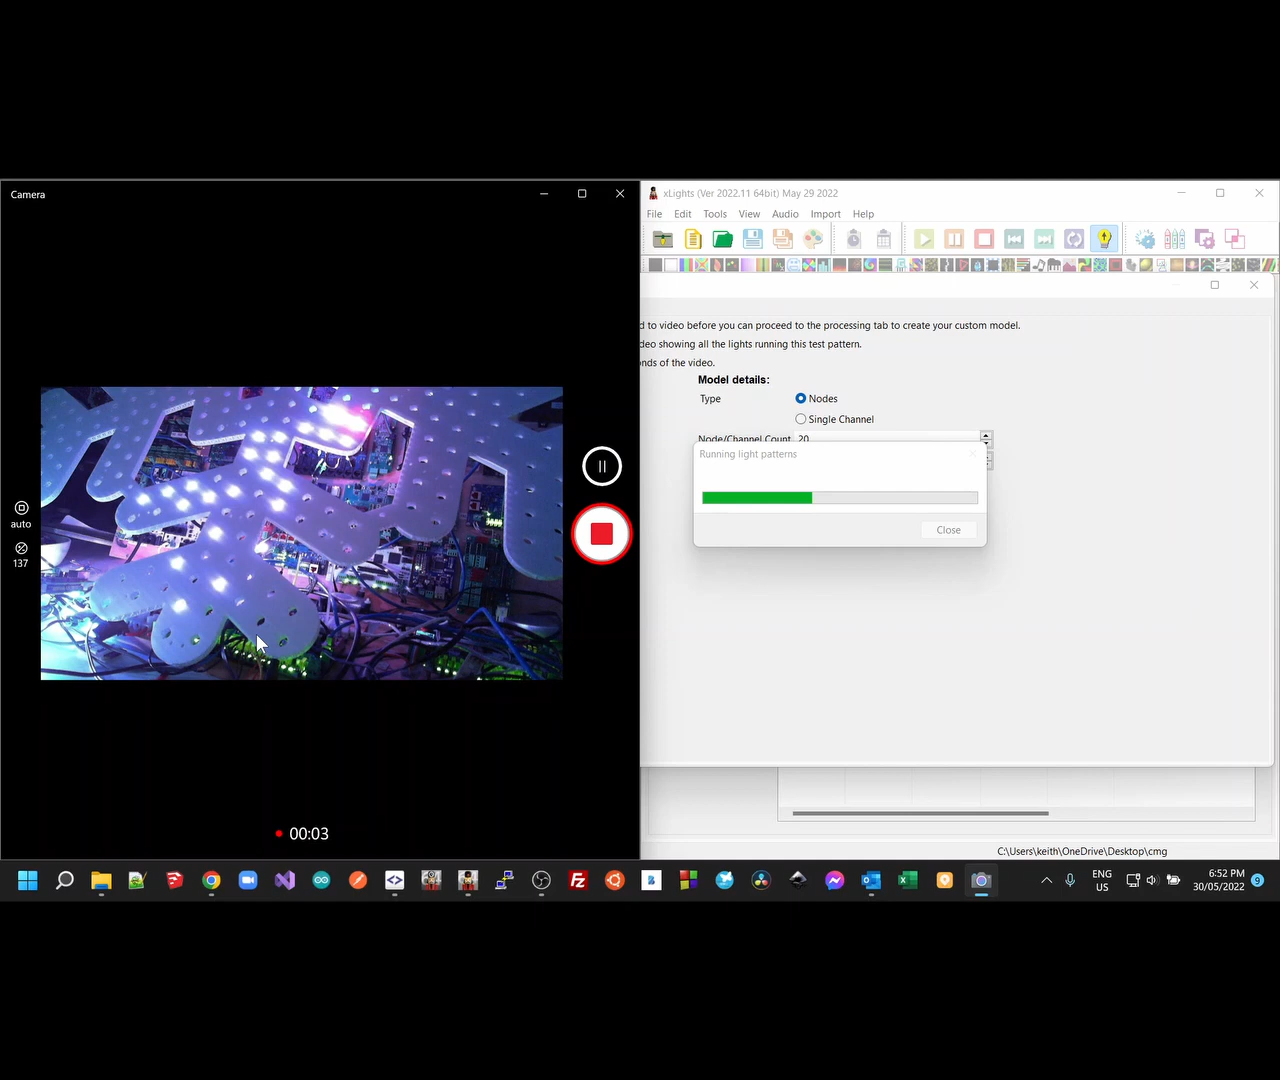 Camera
auto
137
00:03
xLights (Ver 2022.11 64bit) May 29 2022
File Edit Tools View Audio Import Help
d to video before you can proceed to the processing tab to create your custom model.
deo showing all the lights running this test pattern.
onds of the video.
Model details:
Type
Nodes
Single Channel
Node/Channel Count 20
Running light patterns
Close
C:\Users\keith\OneDrive\Desktop\cmg
ENG
US
6:52 PM
30/05/2022
9